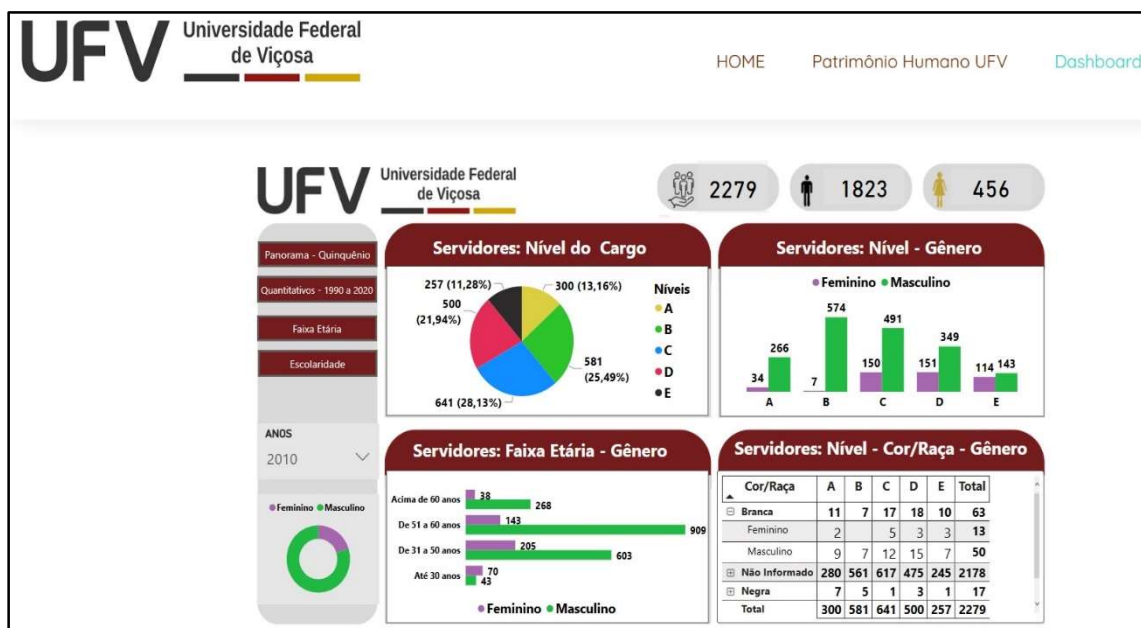 UFV Universidade Federal
de Viçosa
HOME Patrimônio Humano UFV Dashboard
UFV Universidade Federal
de Viçosa
2279 1823 456
Panorama - Quinquênio
Quantitativos - 1990 a 2020
Faixa Etária
Escolaridade
ANOS
2010
Feminino Masculino
Servidores: Nível do Cargo
257 (11,28%) 300 (13,16%)
500
(21,94%)
581
(25,49%)
641 (28,13%)
Níveis
A
B
C
D
E
Servidores: Nível - Gênero
Feminino Masculino
34 266 7 574 150 491 151 349 114 143
A B C D E
Servidores: Faixa Etária - Gênero
Acima de 60 anos 38 268
De 51 a 60 anos 143 909
De 31 a 50 anos 205 603
Até 30 anos 70 43
Feminino Masculino
Servidores: Nível - Cor/Raça - Gênero
Cor/Raça A B C D E Total
Branca 11 7 17 18 10 63
Feminino 2 5 3 3 13
Masculino 9 7 12 15 7 50
Não Informado 280 561 617 475 245 2178
Negra 7 5 1 3 1 17
Total 300 581 641 500 257 2279